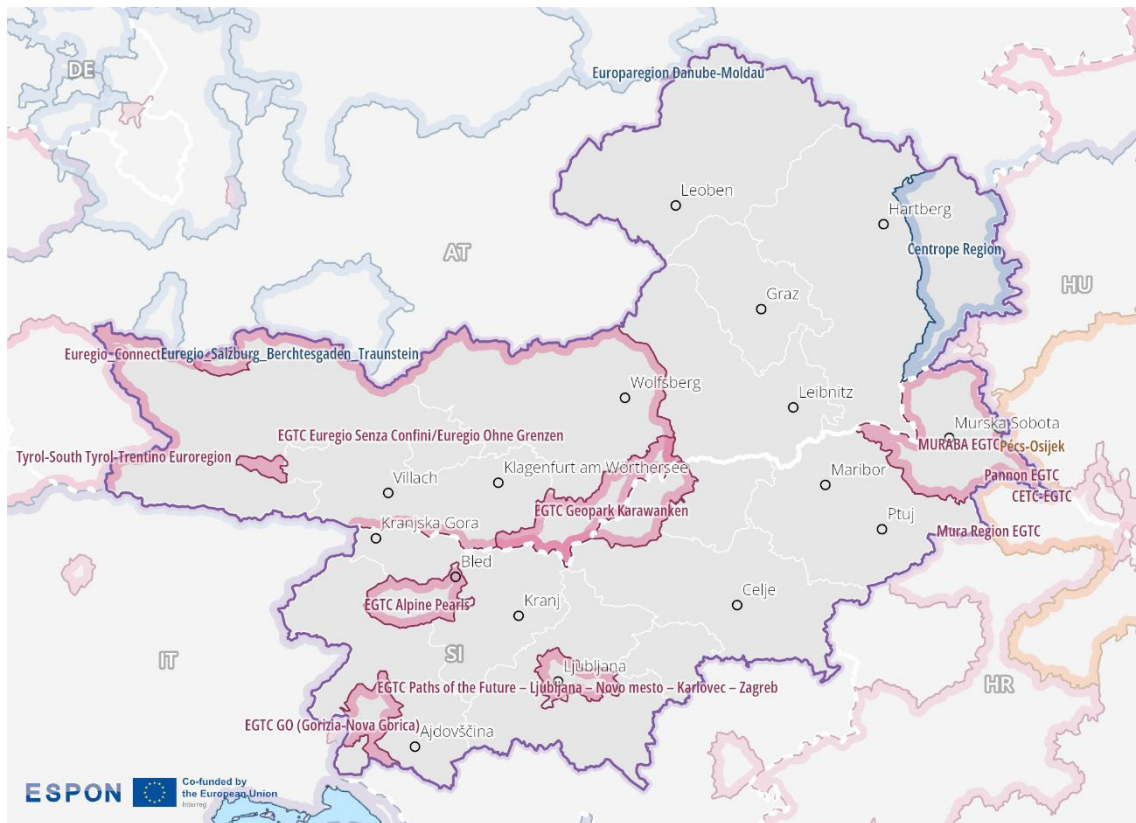 DE
Europaregion Danube-Moldau
Leoben
Hartberg
AT
Centrope Region
HU
Graz
Euregio_Connect
Euregio_Salzburg_Berchtesgaden_Traunstein
Wolfsberg
Leibnitz
EGTC Euregio Senza Confini/Euregio Ohne Grenzen
Murska Sobota
MURABA EGTC
Pécs-Osijek
Tyrol-South Tyrol-Trentino Euroregion
Villach
Klagenfurt am Wörthersee
Maribor
Pannon EGTC
CETC-EGTC
EGTC Geopark Karawanken
Ptuj
Mura Region EGTC
Kranjska Gora
Bled
EGTC Alpine Pearls
Kranj
Celje
IT
SI
Ljubljana
EGTC Paths of the Future – Ljubljana – Novo mesto – Karlovec – Zagreb
HR
EGTC GO (Gorizia-Nova Gorica)
Ajdovščina
ESPON
Co-funded by
the European Union
Interreg